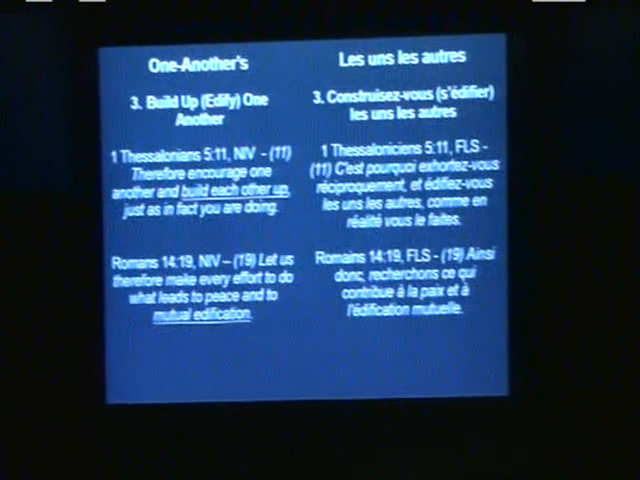 One-Another's
3. Build Up (Edify) One
Another
1 Thessalonians 5:11, NIV - (11)
Therefore encourage one
another and build each other up,
just as in fact you are doing.
Romans 14:19, NIV – (19) Let us
therefore make every effort to do
what leads to peace and to
mutual edification.
Les uns les autres
3. Construisez-vous (s'édifier)
les uns les autres
1 Thessaloniciens 5:11, FLS -
(11) C'est pourquoi exhortez-vous
réciproquement, et édifiez-vous
les uns les autres, comme en
réalité vous le faites.
Romains 14:19, FLS - (19) Ainsi
donc, recherchons ce qui
contribue à la paix et à
l'édification mutuelle.